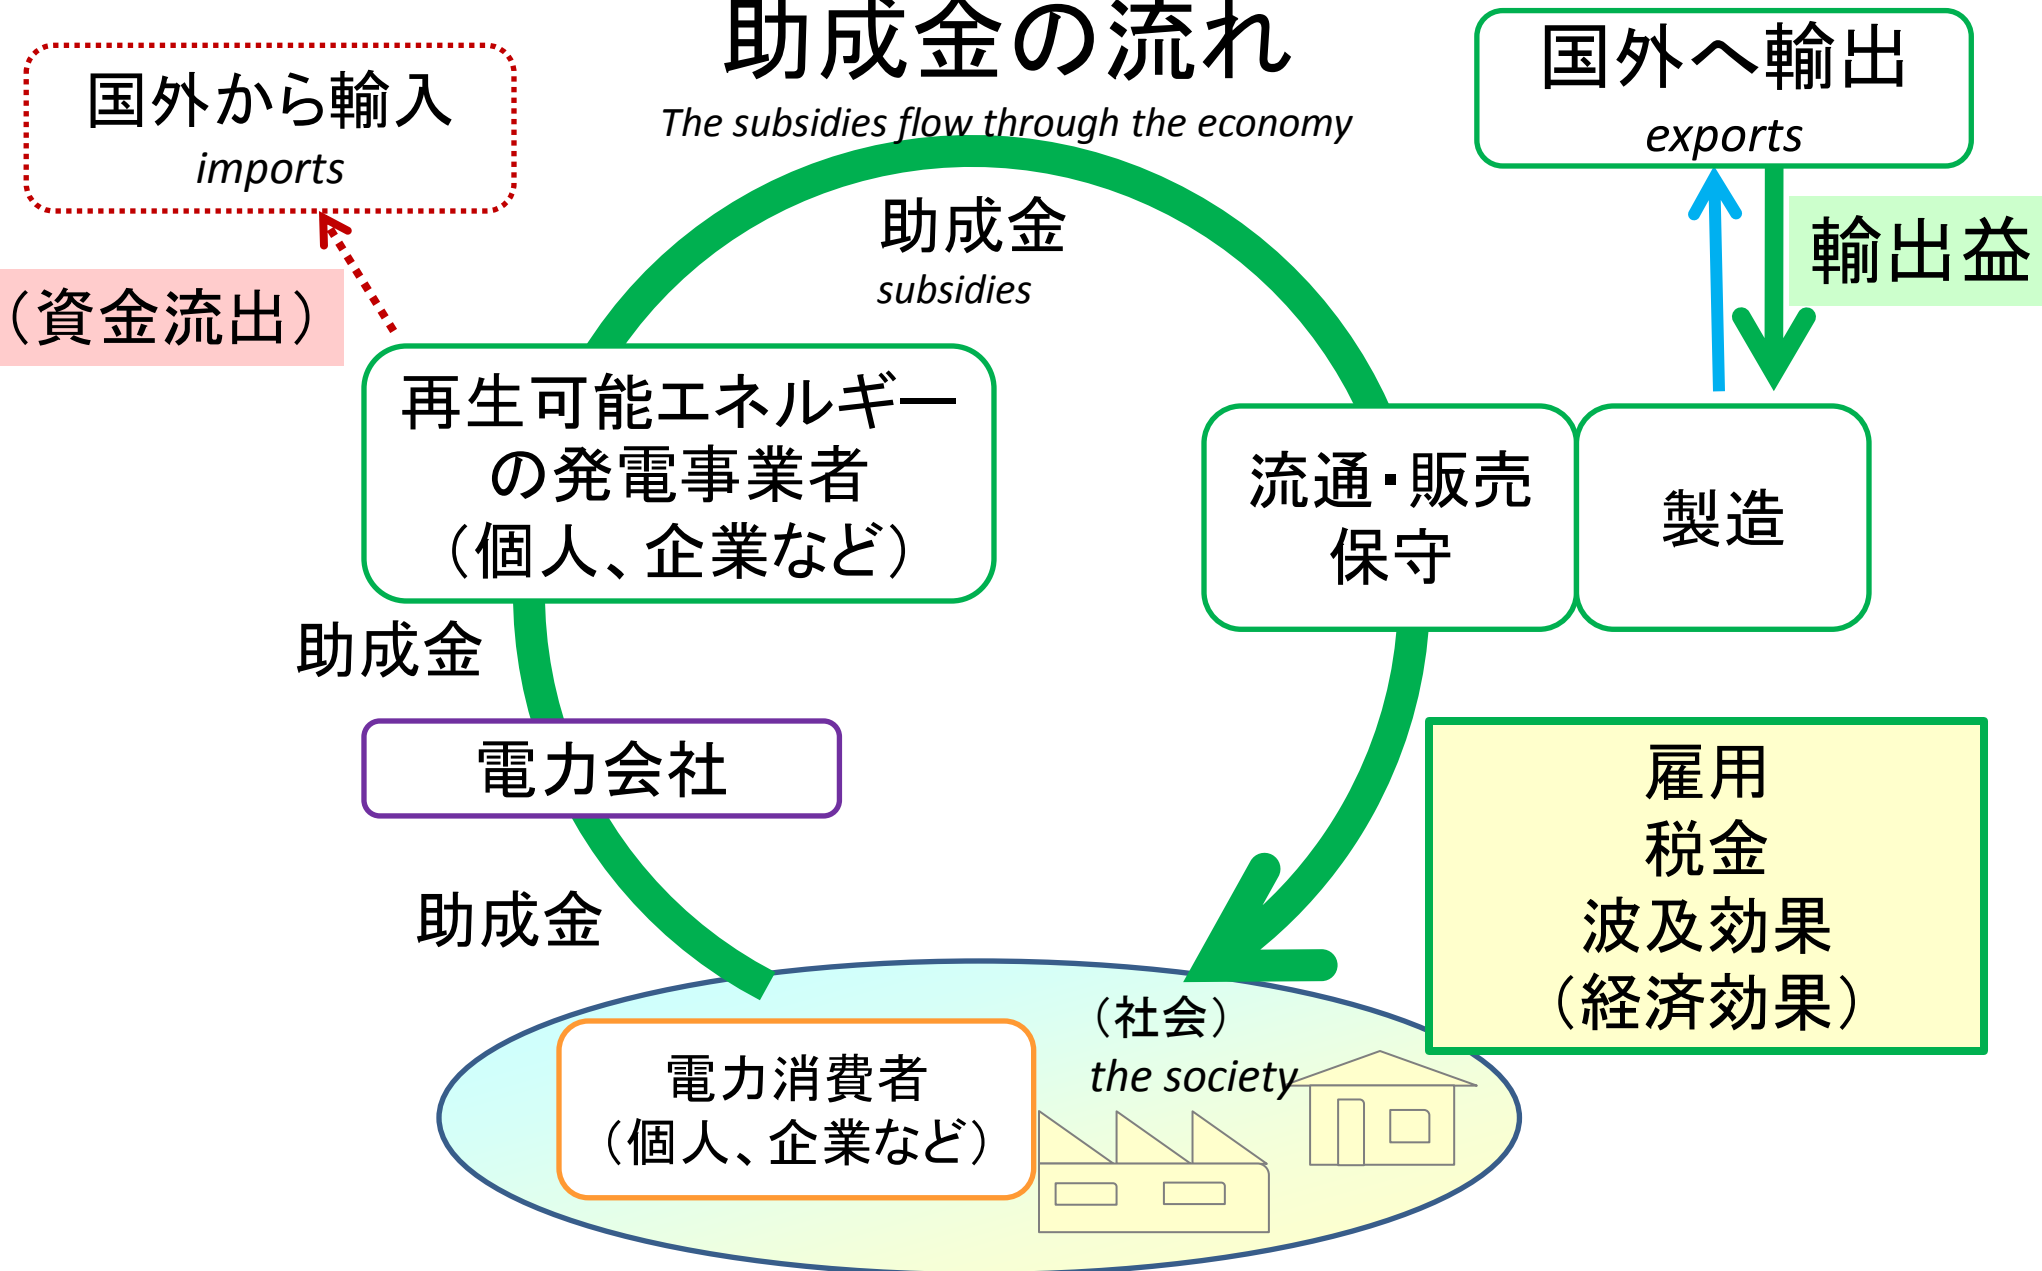 助成金の流れ
The subsidies flow through the economy
国外から輸入
imports
国外へ輸出
exports
助成金
subsidies
輸出益
（資金流出）
再生可能エネルギー
の発電事業者
（個人、企業など）
流通・販売
保守
製造
助成金
電力会社
助成金
雇用
税金
波及効果
（経済効果）
（社会）
the society
電力消費者
（個人、企業など）